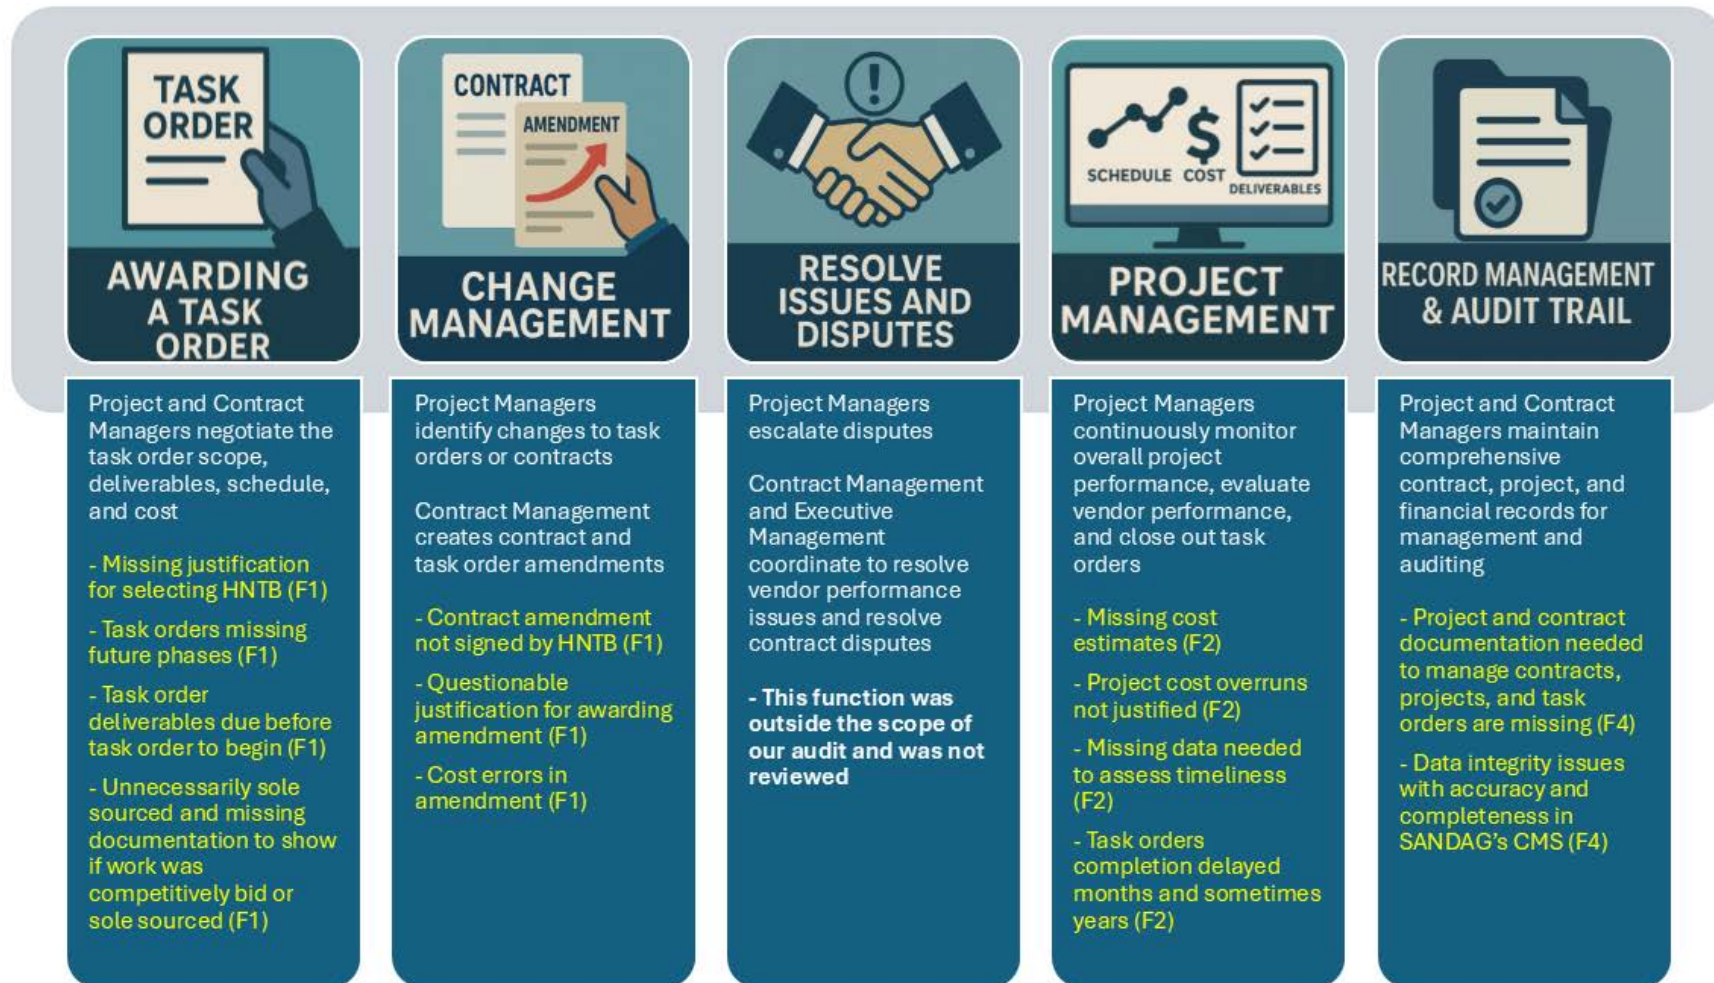 TASK
ORDER
AWARDING
A TASK
ORDER
Project and Contract
Managers negotiate the
task order scope,
deliverables, schedule,
and cost
- Missing justification
for selecting HNTB (F1)
- Task orders missing
future phases (F1)
- Task order
deliverables due before
task order to begin (F1)
- Unnecessarily sole
sourced and missing
documentation to show
if work was
competitively bid or
sole sourced (F1)
CONTRACT
AMENDMENT
CHANGE
MANAGEMENT
Project Managers
identify changes to task
orders or contracts
Contract Management
creates contract and
task order amendments
- Contract amendment
not signed by HNTB (F1)
- Questionable
justification for awarding
amendment (F1)
- Cost errors in
amendment (F1)
!
RESOLVE
ISSUES AND
DISPUTES
Project Managers
escalate disputes
Contract Management
and Executive
Management
coordinate to resolve
vendor performance
issues and resolve
contract disputes
- This function was
outside the scope of
our audit and was not
reviewed
$
SCHEDULE COST
DELIVERABLES
PROJECT
MANAGEMENT
Project Managers
continuously monitor
overall project
performance, evaluate
vendor performance,
and close out task
orders
- Missing cost
estimates (F2)
- Project cost overruns
not justified (F2)
- Missing data needed
to assess timeliness
(F2)
- Task orders
completion delayed
months and sometimes
years (F2)
RECORD MANAGEMENT
& AUDIT TRAIL
Project and Contract
Managers maintain
comprehensive
contract, project, and
financial records for
management and
auditing
- Project and contract
documentation needed
to manage contracts,
projects, and task
orders are missing (F4)
- Data integrity issues
with accuracy and
completeness in
SANDAG's CMS (F4)